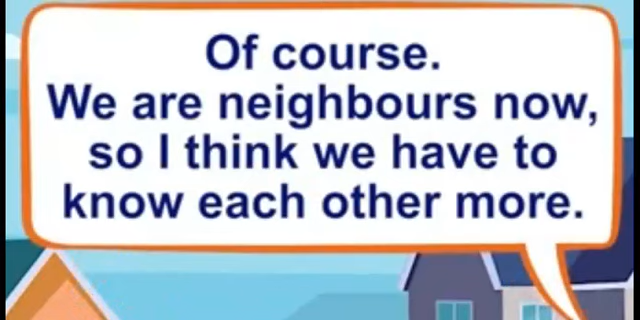 Of course.
We are neighbours now,
so I think we have to
know each other more.